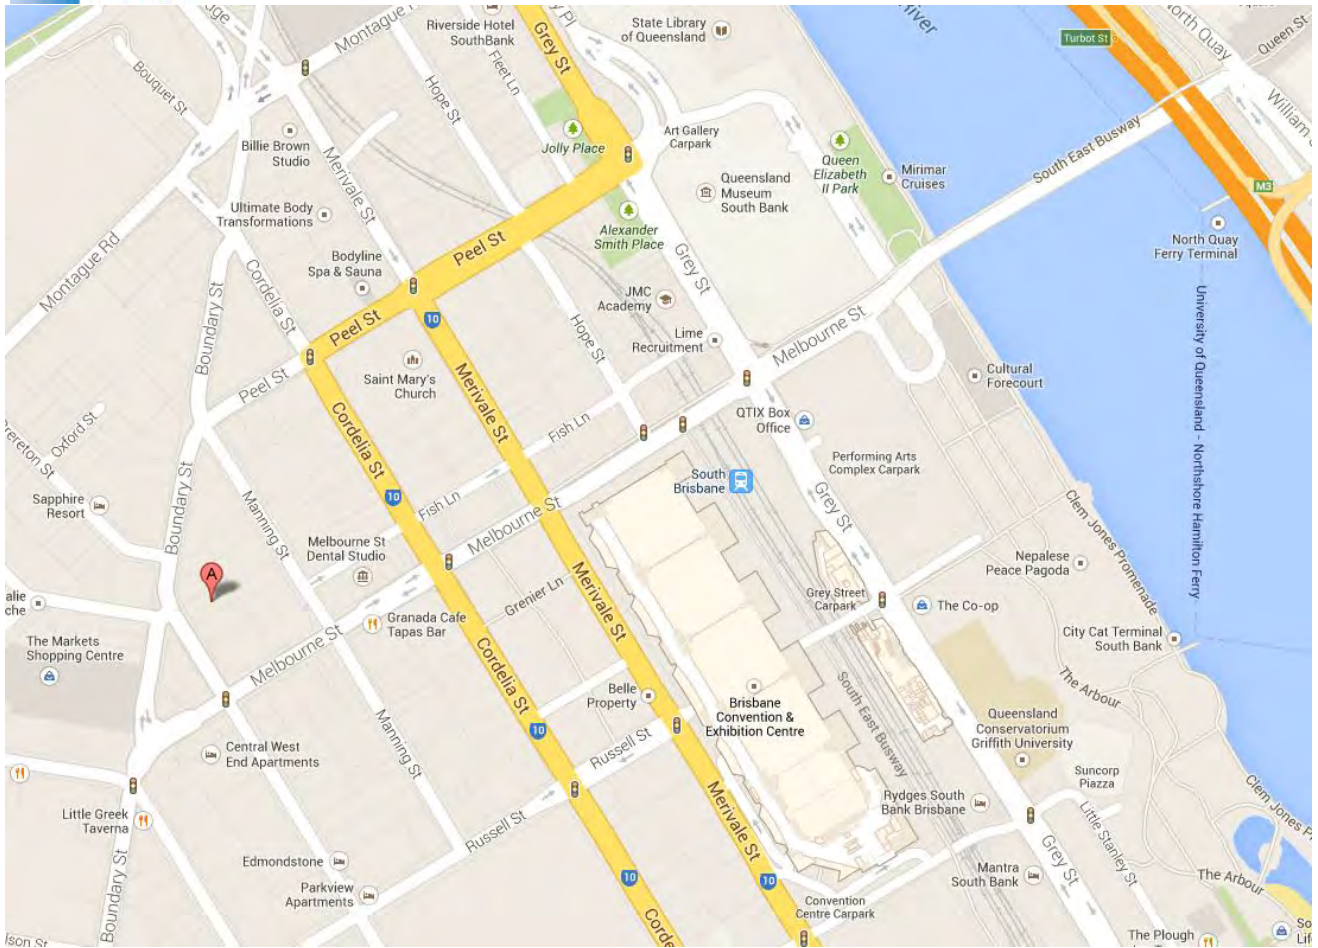 Riverside Hotel
SouthBank
Grey St
State Library
of Queensland
River
Turbot St
North Quay
Queen St
William
Montague
Bouquet St
Hope St
Fleet Ln
Billie Brown
Studio
Merivale St
Jolly Place
Art Gallery
Carpark
Queen
Elizabeth
II Park
Mirimar
Cruises
South East Busway
M3
Queensland
Museum
South Bank
Ultimate Body
Transformations
Alexander
Smith Place
North Quay
Ferry Terminal
Montague Rd
Bodyline
Spa & Sauna
Peel St
Grey St
Cordelia St
Boundary St
JMC
Academy
Peel St
10
Hope St
Lime
Recruitment
Melbourne St
University of Queensland - Northshore Hamilton Ferry
Saint Mary's
Church
Merivale St
Cultural
Forecourt
Peel St
Oxford St
Cordelia St
Fish Ln
QTIX Box
Office
Performing Arts
Complex Carpark
South
Brisbane
Sapphire
Resort
Boundary St
Manning St
10
Fish Ln
Melbourne St
Grey St
Clem Jones Promenade
Melbourne St
Dental Studio
A
Nepalese
Peace Pagoda
Grenier Ln
Merivale St
Grey Street
Carpark
The Co-op
alie
che
Granada Cafe
Tapas Bar
The Markets
Shopping Centre
Melbourne St
Cordelia St
City Cat Terminal
South Bank
The Arbour
Belle
Property
Brisbane
Convention &
Exhibition Centre
South East Busway
Queensland
Conservatorium
Griffith University
10
Manning St
Russell St
Central West
End Apartments
Suncorp
Piazza
Clem Jones
Merivale St
Rydges South
Bank Brisbane
Little Greek
Taverna
Russell St
Little Stanley St
Grey St
Edmondstone
Boundary St
Parkview
Apartments
10
10
Mantra
South Bank
The Arbour
Convention
Centre Carpark
The Plough
So
Life